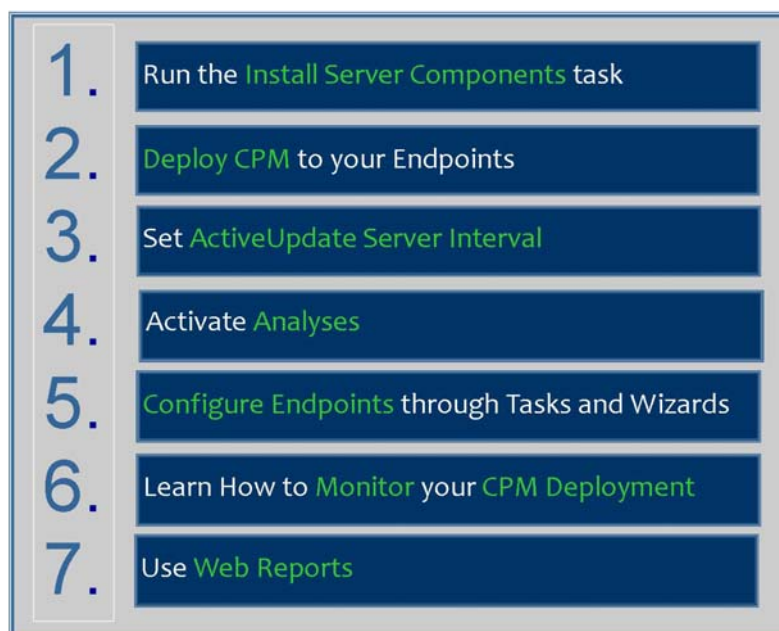 1. Run the Install Server Components task
2. Deploy CPM to your Endpoints
3. Set ActiveUpdate Server Interval
4. Activate Analyses
5. Configure Endpoints through Tasks and Wizards
6. Learn How to Monitor your CPM Deployment
7. Use Web Reports